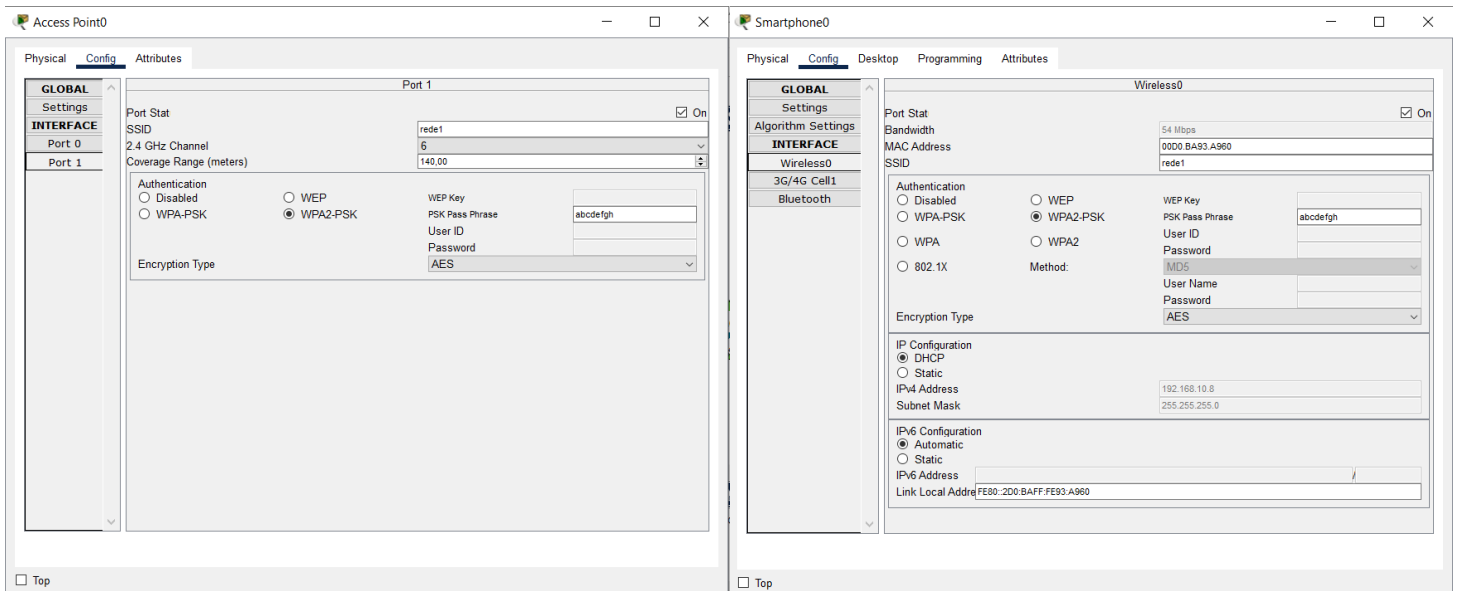 Access Point0
Physical Config Attributes
GLOBAL
Settings
INTERFACE
Port 0
Port 1
Port 1
Port Stat On
SSID rede1
2.4 GHz Channel 6
Coverage Range (meters) 140,00
Authentication
Disabled WEP WEP Key
WPA-PSK WPA2-PSK PSK Pass Phrase abcdefgh
User ID
Password
Encryption Type AES
Top
Smartphone0
Physical Config Desktop Programming Attributes
GLOBAL
Settings
Algorithm Settings
INTERFACE
Wireless0
3G/4G Cell1
Bluetooth
Wireless0
Port Stat On
Bandwidth 54 Mbps
MAC Address 00D0.BA93.A960
SSID rede1
Authentication
Disabled WEP WEP Key
WPA-PSK WPA2-PSK PSK Pass Phrase abcdefgh
User ID
WPA WPA2
Password
802.1X Method: MD5
User Name
Password
Encryption Type AES
IP Configuration
DHCP
Static
IPv4 Address 192.168.10.8
Subnet Mask 255.255.255.0
IPv6 Configuration
Automatic
Static
IPv6 Address /
Link Local Addre FE80::2D0:BAFF:FE93:A960
Top